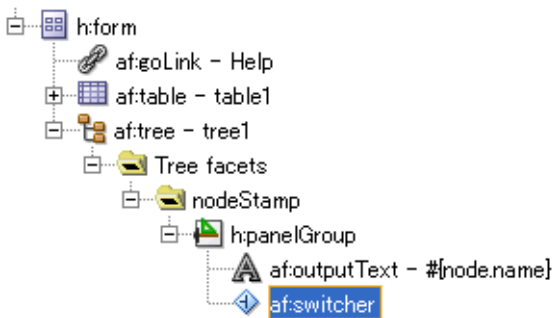 h:form
af:goLink - Help
af:table - table1
af:tree - tree1
Tree facets
nodeStamp
h:panelGroup
af:outputText - #{node.name}
af:switcher